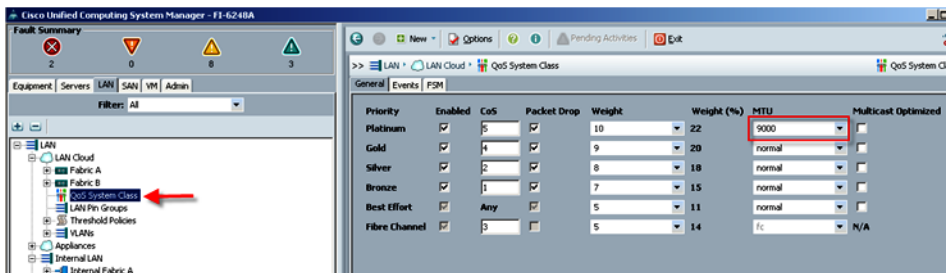 Cisco Unified Computing System Manager - FI-6248A
Fault Summary
2 0 8 3
New Options Pending Activities Exit
>> LAN LAN Cloud QoS System Class
QoS System Cl
Equipment Servers LAN SAN VM Admin
Filter: All
General Events FSM
LAN
LAN Cloud
Fabric A
Fabric B
QoS System Class
LAN Pin Groups
Threshold Policies
VLANs
Appliances
Internal LAN
Internal Fabric A
Priority Enabled CoS Packet Drop Weight Weight (%) MTU Multicast Optimized
Platinum 5 10 22 9000
Gold 4 9 20 normal
Silver 2 8 18 normal
Bronze 1 7 15 normal
Best Effort Any 5 11 normal
Fibre Channel 3 5 14 fc N/A